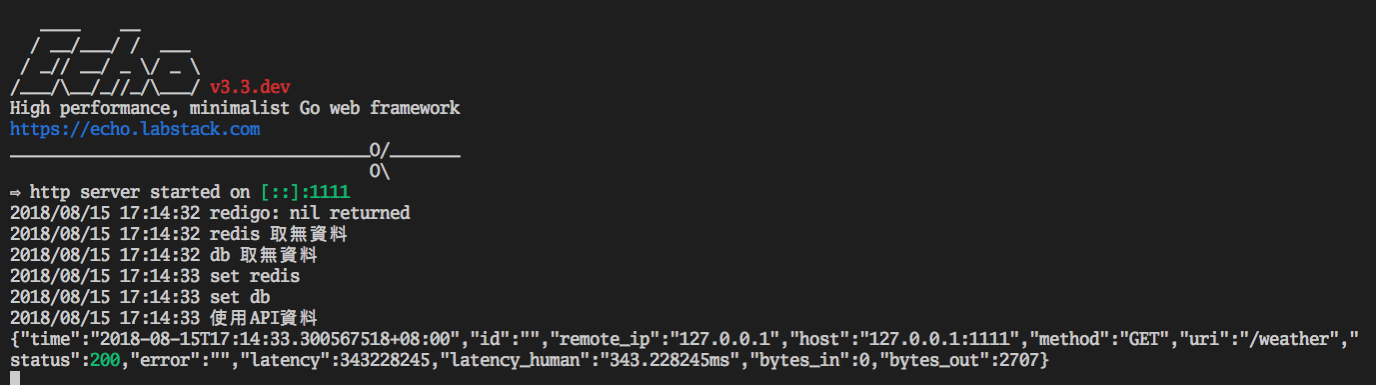 Echo v3.3.dev
High performance, minimalist Go web framework
https://echo.labstack.com
____________________________________O/_______
                                    O\
⇨ http server started on [::]:1111
2018/08/15 17:14:32 redigo: nil returned
2018/08/15 17:14:32 redis 取無資料
2018/08/15 17:14:32 db 取無資料
2018/08/15 17:14:33 set redis
2018/08/15 17:14:33 set db
2018/08/15 17:14:33 使用API資料
{"time":"2018-08-15T17:14:33.300567518+08:00","id":"","remote_ip":"127.0.0.1","host":"127.0.0.1:1111","method":"GET","uri":"/weather","
status":200,"error":"","latency":343228245,"latency_human":"343.228245ms","bytes_in":0,"bytes_out":2707}